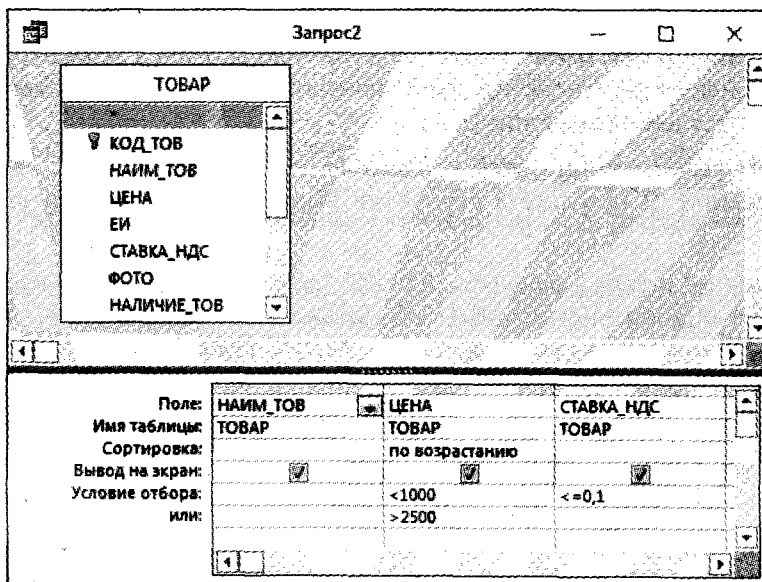 Запрос2
ТОВАР
*
КОД_ТОВ
НАИМ_ТОВ
ЦЕНА
ЕИ
СТАВКА_НДС
ФОТО
НАЛИЧИЕ_ТОВ
Поле: НАИМ_ТОВ ЦЕНА СТАВКА_НДС
Имя таблицы: ТОВАР ТОВАР ТОВАР
Сортировка: по возрастанию
Вывод на экран:
Условие отбора: <1000 <=0,1
или: >2500